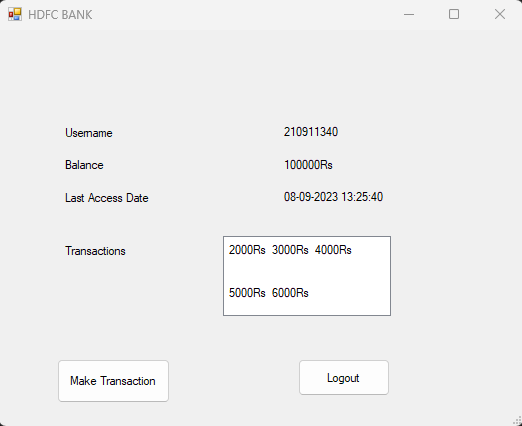 HDFC BANK
Username 210911340
Balance 100000Rs
Last Access Date 08-09-2023 13:25:40
Transactions 2000Rs 3000Rs 4000Rs
5000Rs 6000Rs
Make Transaction Logout